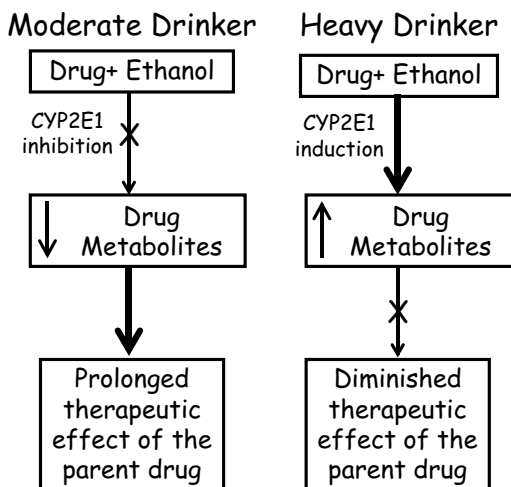 Moderate Drinker
Drug+ Ethanol
CYP2E1
inhibition
Drug
Metabolites
Prolonged
therapeutic
effect of the
parent drug
Heavy Drinker
Drug+ Ethanol
CYP2E1
induction
Drug
Metabolites
Diminished
therapeutic
effect of the
parent drug